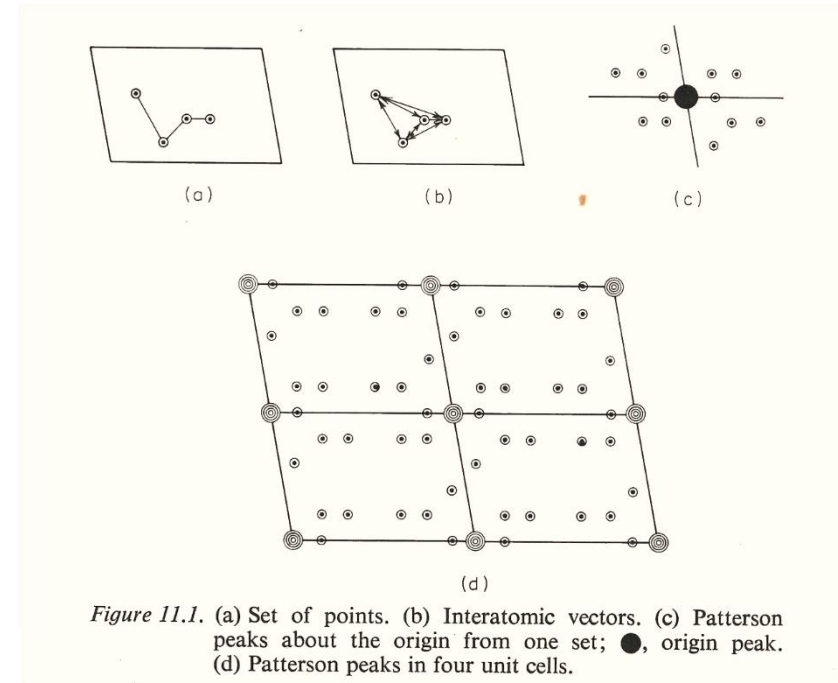 (a)
(b)
(c)
(d)
Figure 11.1. (a) Set of points. (b) Interatomic vectors. (c) Patterson
peaks about the origin from one set; ●, origin peak.
(d) Patterson peaks in four unit cells.